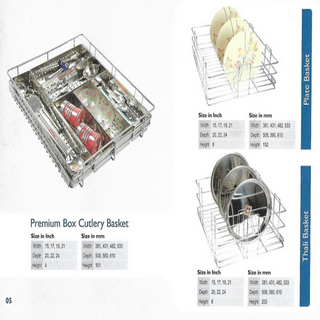 Plate Basket
Size in Inch Size in mm
Width 15, 17, 19, 21 Width 381, 431, 482, 533
Depth 20, 22, 24 Depth 508, 560, 610
Height 6 Height 152
Thali Basket
Size in Inch Size in mm
Width 15, 17, 19, 21 Width 381, 431, 482, 533
Depth 20, 22, 24 Depth 508, 560, 610
Height 8 Height 203
Premium Box Cutlery Basket
Size in Inch Size in mm
Width 15, 17, 19, 21 Width 381, 431, 482, 533
Depth 20, 22, 24 Depth 508, 560, 610
Height 4 Height 101
05